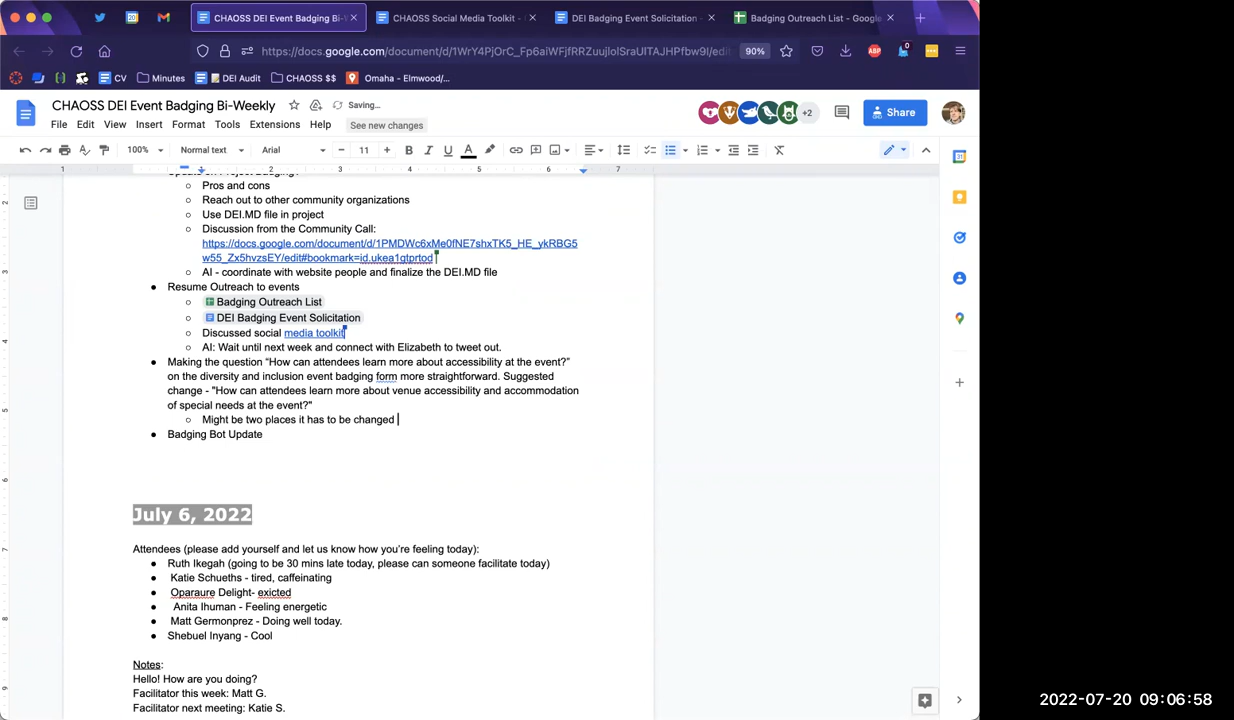 CHAOSS DEI Event Badging Bi-W
CHAOSS Social Media Toolkit -
DEI Badging Event Solicitation
Badging Outreach List - Google
90%
CV
Minutes
DEI Audit
CHAOSS $$
Omaha - Elmwood/...
CHAOSS DEI Event Badging Bi-Weekly
Saving...
File Edit View Insert Format Tools Extensions Help
See new changes
+2
Share
100%
Normal text
Arial
11
1 1 2 3 4 5 6 7
Pros and cons
Reach out to other community organizations
Use DEI.MD file in project
Discussion from the Community Call:
https://docs.google.com/document/d/1PMDWc6xMe0fNE7shxTK5_HE_ykRBG5
w55_Zx5hvzsEY/edit#bookmark=id.ukea1gtprtod
AI - coordinate with website people and finalize the DEI.MD file
Resume Outreach to events
Badging Outreach List
DEI Badging Event Solicitation
Discussed social media toolkit
AI: Wait until next week and connect with Elizabeth to tweet out.
Making the question “How can attendees learn more about accessibility at the event?”
on the diversity and inclusion event badging form more straightforward. Suggested
change - "How can attendees learn more about venue accessibility and accommodation
of special needs at the event?"
Might be two places it has to be changed
Badging Bot Update
July 6, 2022
Attendees (please add yourself and let us know how you’re feeling today):
Ruth Ikegah (going to be 30 mins late today, please can someone facilitate today)
Katie Schueths - tired, caffeinating
Oparaure Delight- exicted
Anita Ihuman - Feeling energetic
Matt Germonprez - Doing well today.
Shebuel Inyang - Cool
Notes:
Hello! How are you doing?
Facilitator this week: Matt G.
Facilitator next meeting: Katie S.
2022-07-20 09:06:58